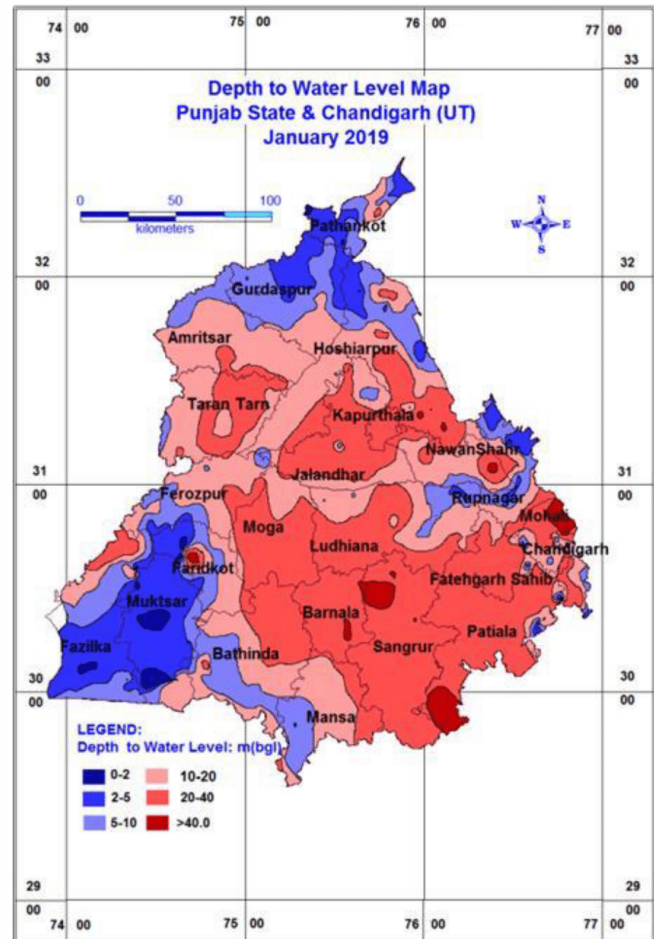 74 00 75 00 76 00 77 00
33 00 33 00
Depth to Water Level Map
Punjab State & Chandigarh (UT)
January 2019
0 50 100
kilometers
N
W E
S
Pathankot
32 00 32 00
Gurdaspur
Amritsar
Hoshiarpur
Taran Tarn
Kapurthala
NawanShahr
Jalandhar
31 00 31 00
Ferozpur
Rupnagar
Mohali
Moga
Ludhiana
Chandigarh
Faridkot
Fatehgarh Sahib
Muktsar
Barnala
Patiala
Fazilka
Bathinda
Sangrur
30 00 30 00
Mansa
LEGEND:
Depth to Water Level: m(bgl)
0-2 10-20
2-5 20-40
5-10 >40.0
29 00 29 00
74 00 75 00 76 00 77 00